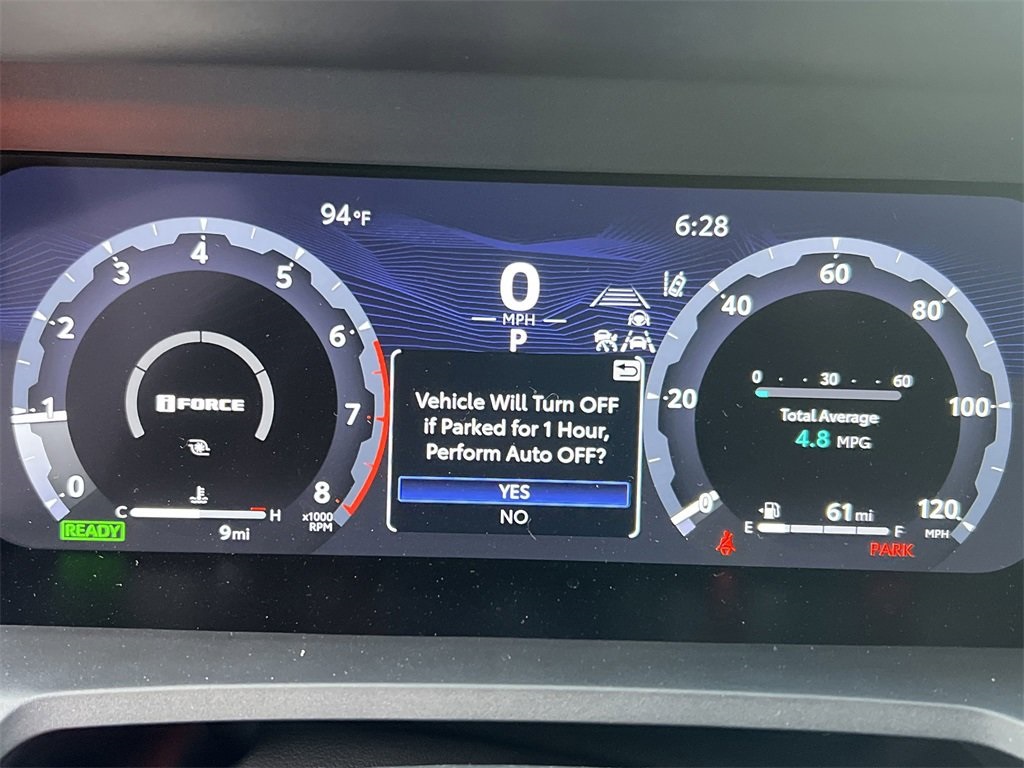 94°F
6:28
0
MPH
P
0
1
2
3
4
5
6
7
8
x1000
RPM
iFORCE
C
H
READY
9mi
Vehicle Will Turn OFF
if Parked for 1 Hour,
Perform Auto OFF?
YES
NO
0
20
40
60
80
100
120
MPH
0 30 60
Total Average
4.8 MPG
61mi
E
F
PARK